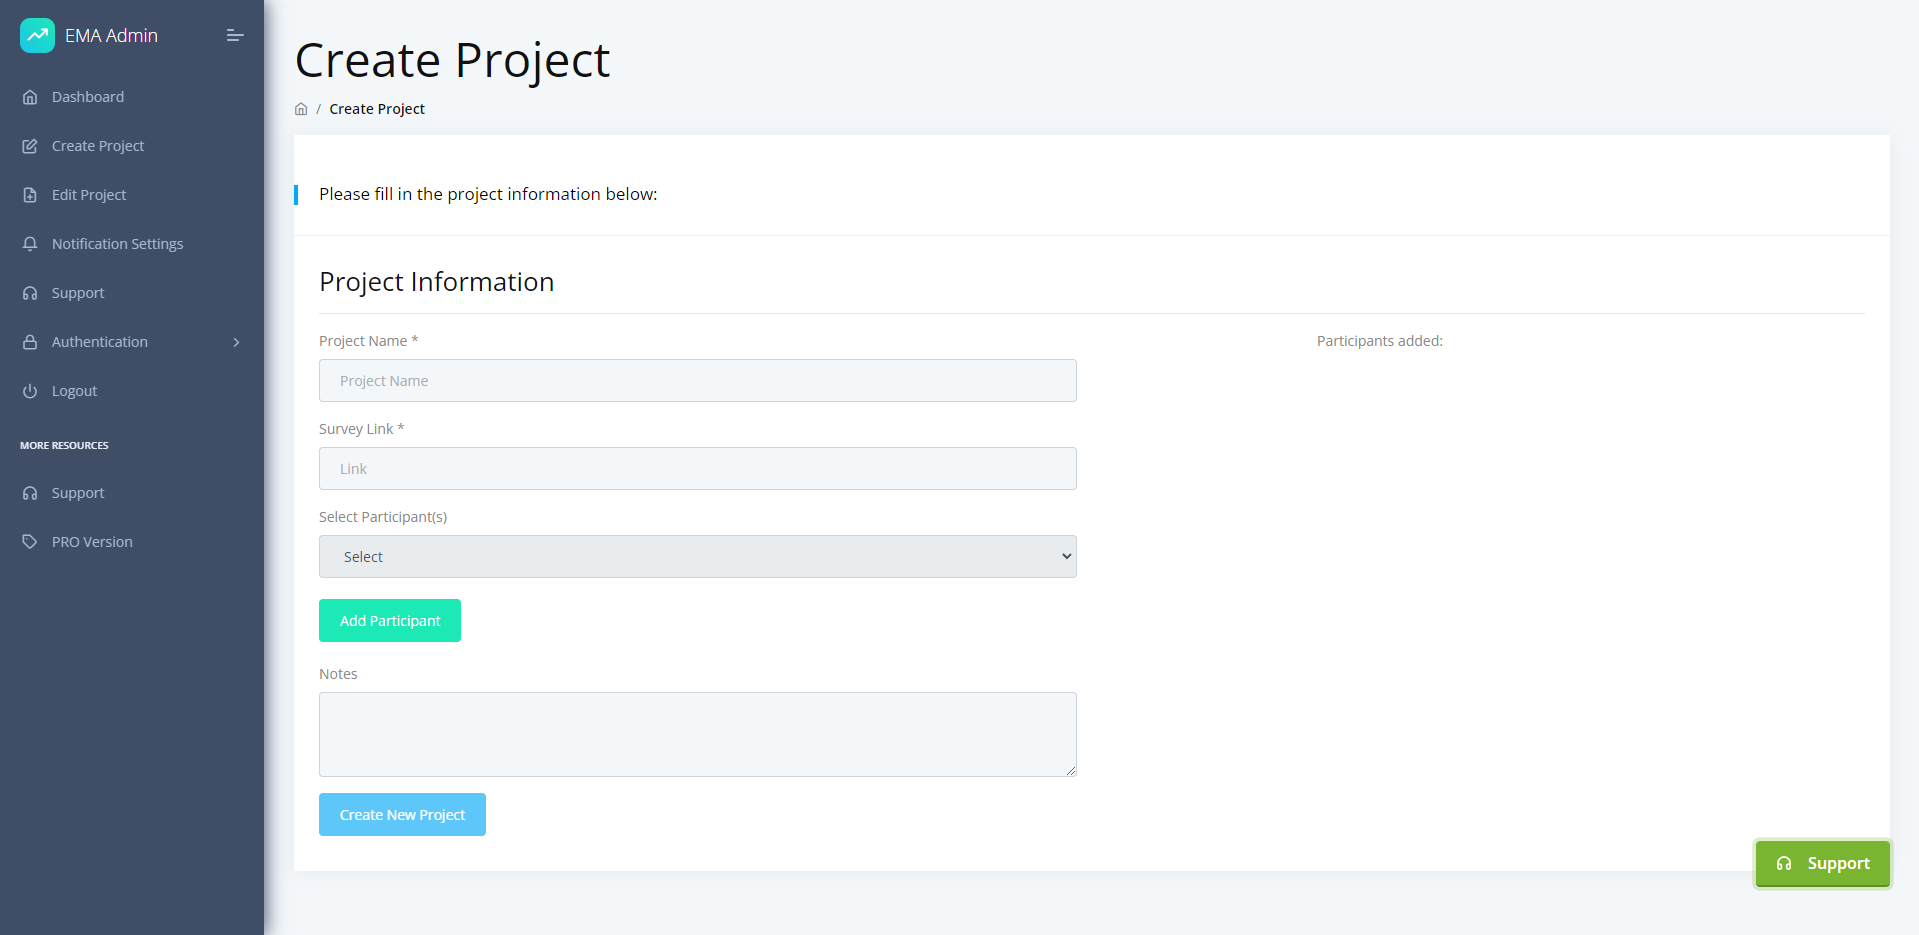 EMA Admin
Dashboard
Create Project
Edit Project
Notification Settings
Support
Authentication
Logout
MORE RESOURCES
Support
PRO Version
Create Project
/ Create Project
Please fill in the project information below:
Project Information
Project Name *
Project Name
Survey Link *
Link
Select Participant(s)
Select
Add Participant
Notes
Create New Project
Participants added:
Support